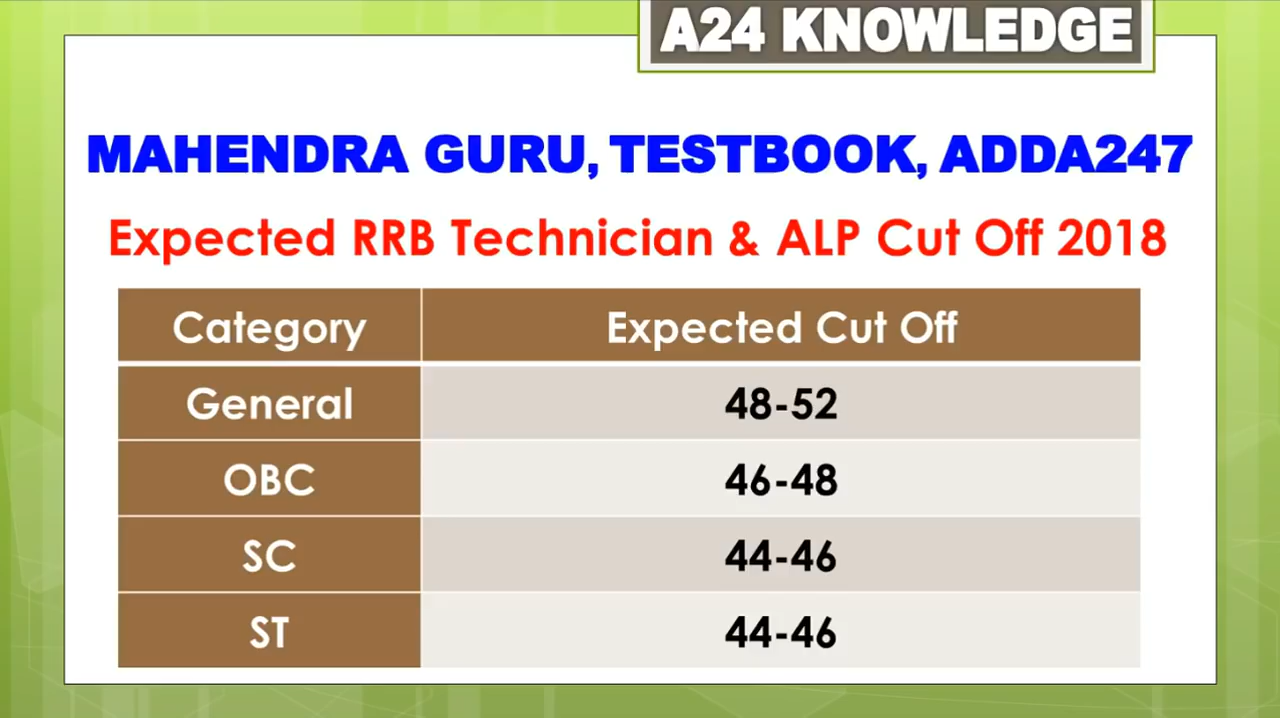 A24 KNOWLEDGE
MAHENDRA GURU, TESTBOOK, ADDA247
Expected RRB Technician & ALP Cut Off 2018
Category Expected Cut Off
General 48-52
OBC 46-48
SC 44-46
ST 44-46